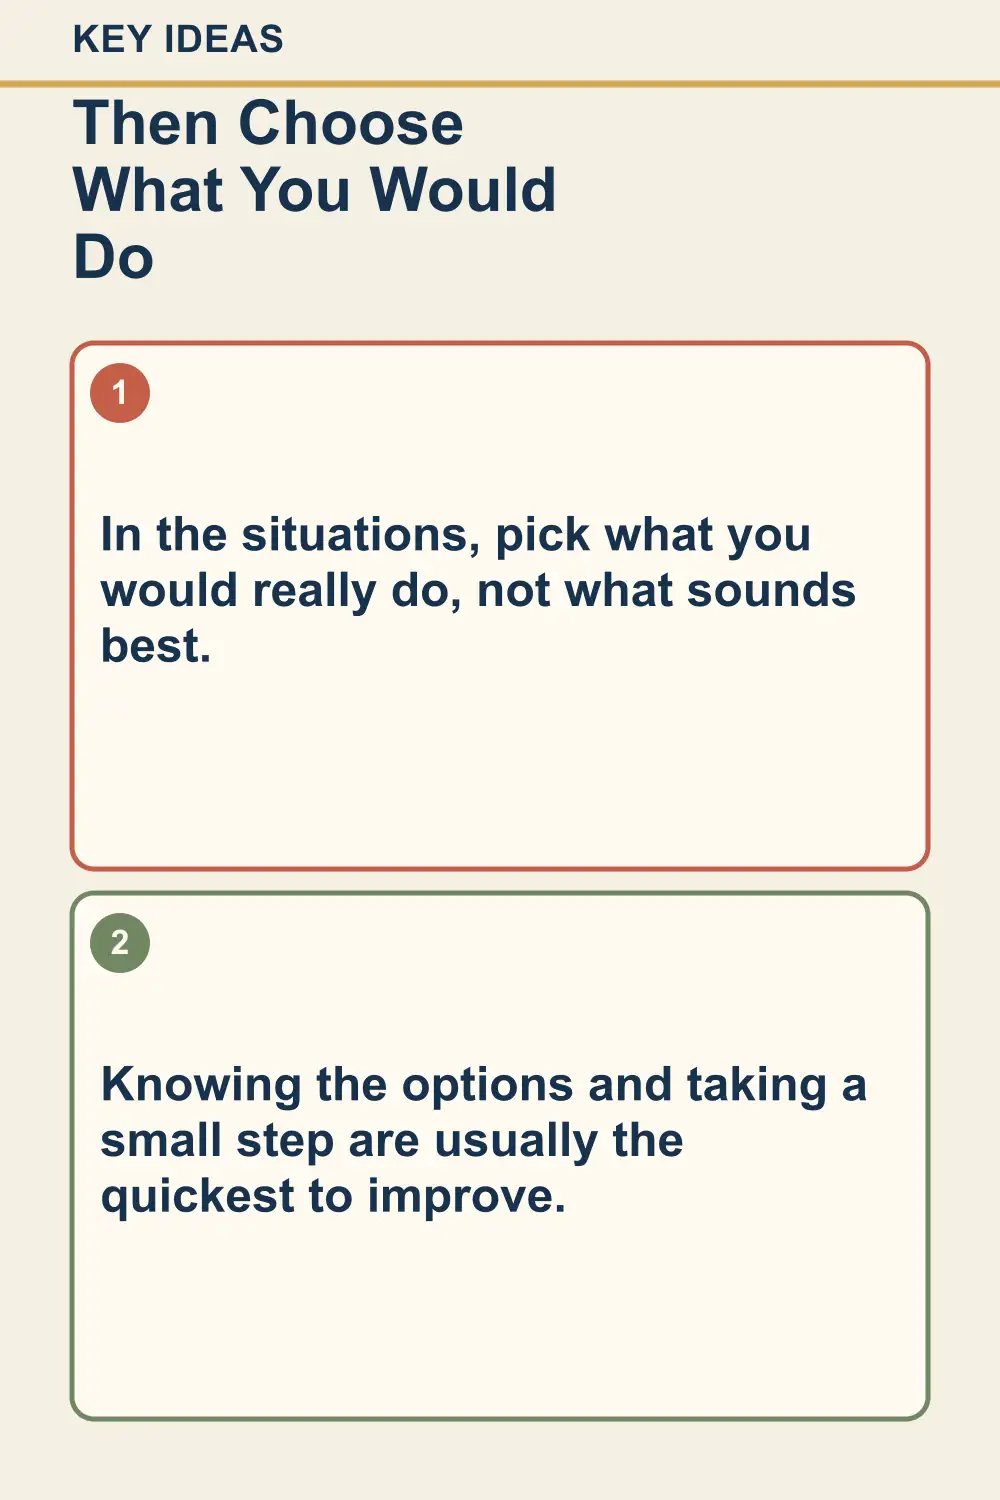 KEY IDEAS
Then Choose
What You Would
Do
1
In the situations, pick what you
would really do, not what sounds
best.
2
Knowing the options and taking a
small step are usually the
quickest to improve.